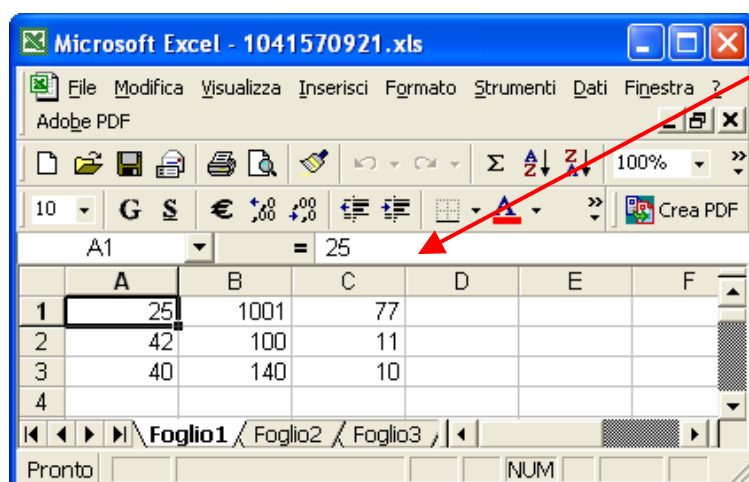 Microsoft Excel - 1041570921.xls
File Modifica Visualizza Inserisci Formato Strumenti Dati Finestra ?
Adobe PDF
Σ A Z Z A 100% »
10 G S € ,00 ,00 A » Crea PDF
A1 = 25
A B C D E F
1 25 1001 77
2 42 100 11
3 40 140 10
4
Foglio1 Foglio2 Foglio3
Pronto NUM